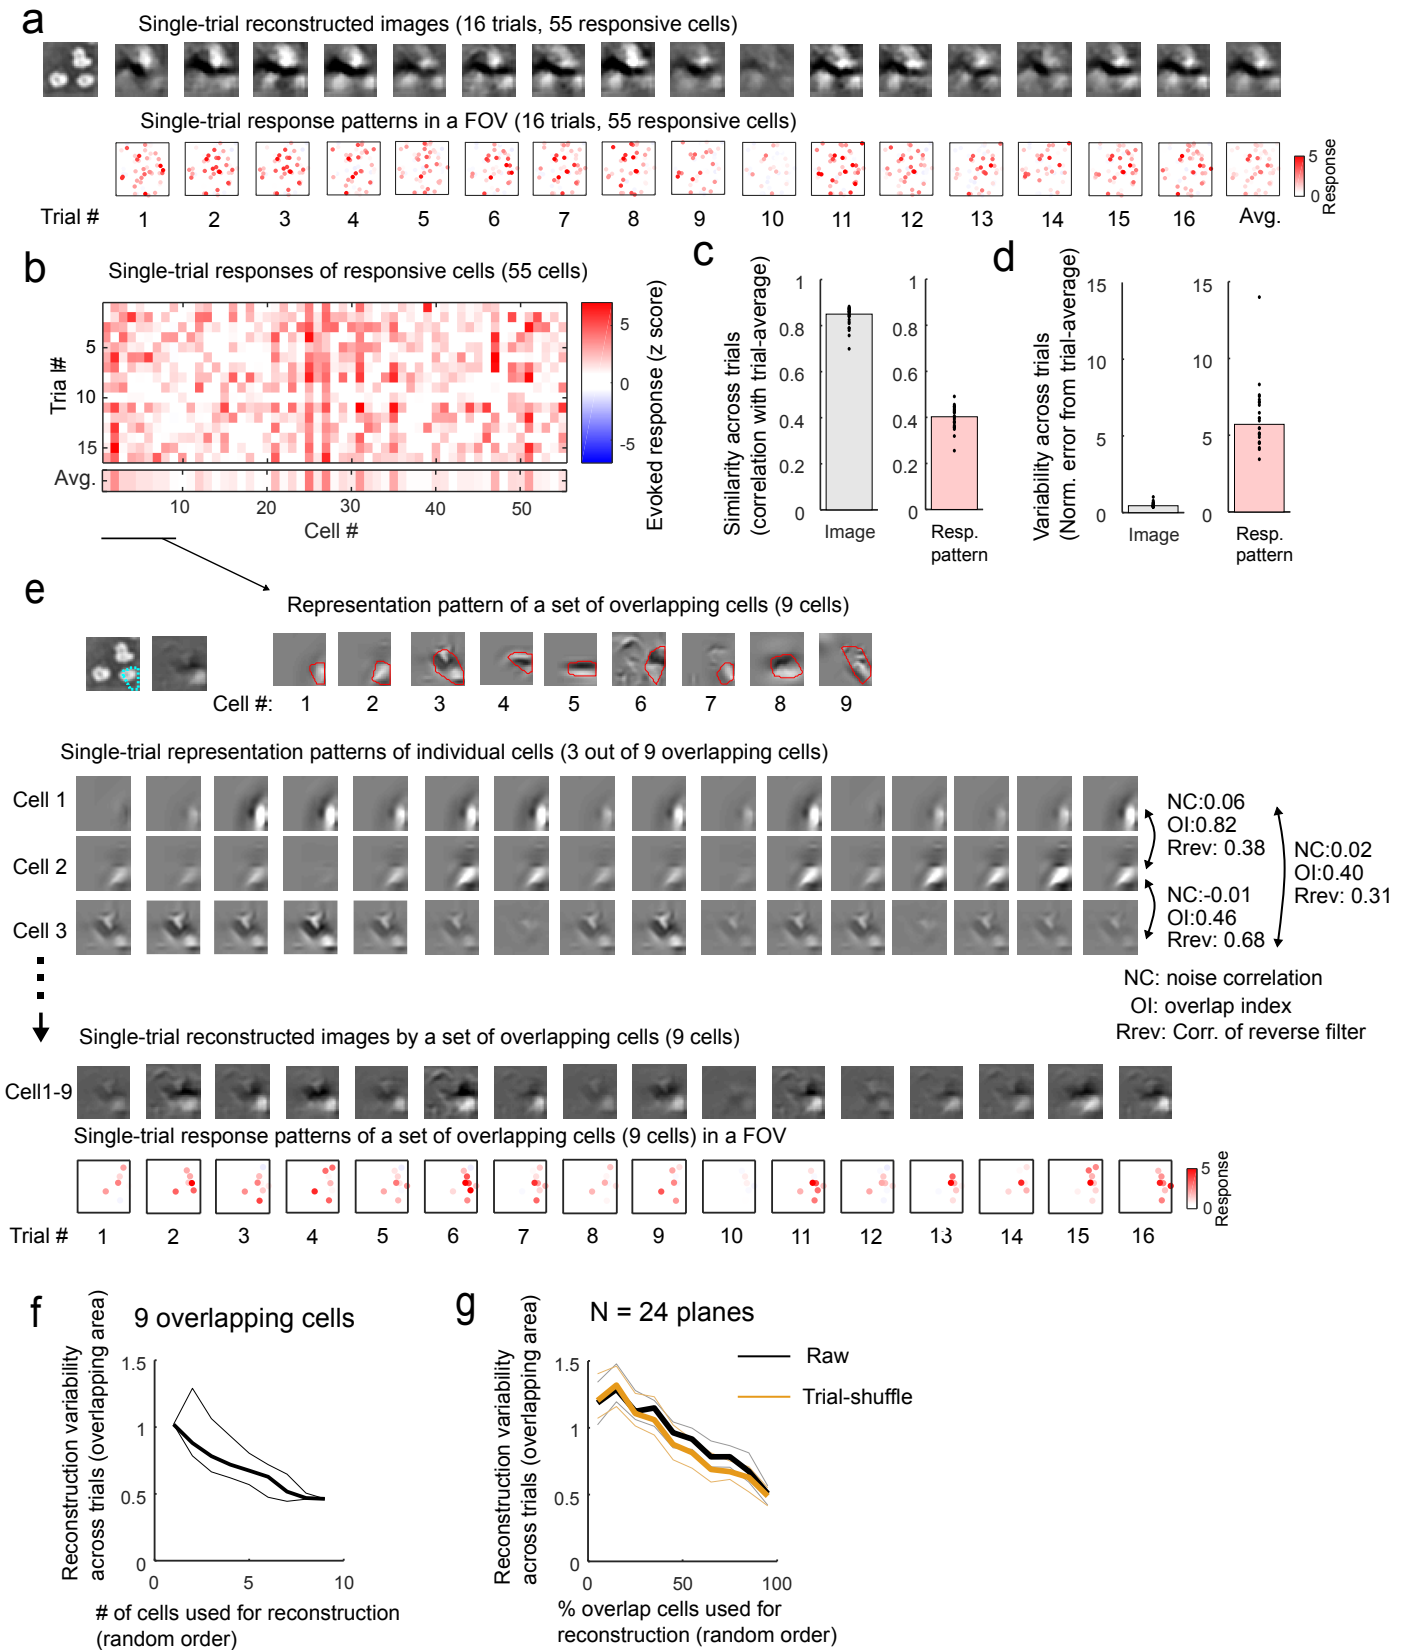 a
Single-trial reconstructed images (16 trials, 55 responsive cells)
Single-trial response patterns in a FOV (16 trials, 55 responsive cells)
5
0
Response
Trial # 1 2 3 4 5 6 7 8 9 10 11 12 13 14 15 16 Avg.
b
Single-trial responses of responsive cells (55 cells)
Trial #
5
10
15
Avg.
10 20 30 40 50
Cell #
5
0
-5
Evoked response (z score)
c
Similarity across trials
(correlation with trial-average)
1
0.8
0.6
0.4
0.2
0
Image
1
0.8
0.6
0.4
0.2
0
Resp.
pattern
d
Variability across trials
(Norm. error from trial-average)
15
10
5
0
Image
15
10
5
0
Resp.
pattern
e
Representation pattern of a set of overlapping cells (9 cells)
Cell #: 1 2 3 4 5 6 7 8 9
Single-trial representation patterns of individual cells (3 out of 9 overlapping cells)
Cell 1
Cell 2
Cell 3
NC:0.06
OI:0.82
Rrev: 0.38
NC:-0.01
OI:0.46
Rrev: 0.68
NC:0.02
OI:0.40
Rrev: 0.31
NC: noise correlation
OI: overlap index
Rrev: Corr. of reverse filter
Single-trial reconstructed images by a set of overlapping cells (9 cells)
Cell1-9
Single-trial response patterns of a set of overlapping cells (9 cells) in a FOV
5
0
Response
Trial # 1 2 3 4 5 6 7 8 9 10 11 12 13 14 15 16
f
9 overlapping cells
Reconstruction variability
across trials (overlapping area)
1.5
1
0.5
0
0 5 10
# of cells used for reconstruction
(random order)
g
N = 24 planes
Raw
Trial-shuffle
Reconstruction variability
across trials (overlapping area)
1.5
1
0.5
0
0 50 100
% overlap cells used for
reconstruction (random order)